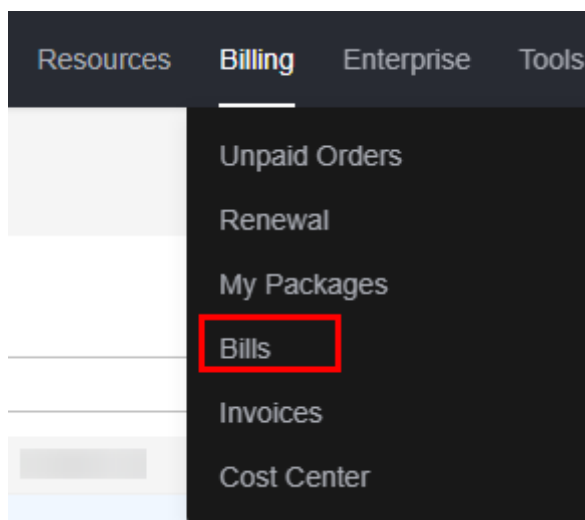 Resources Billing Enterprise Tools
Unpaid Orders
Renewal
My Packages
Bills
Invoices
Cost Center